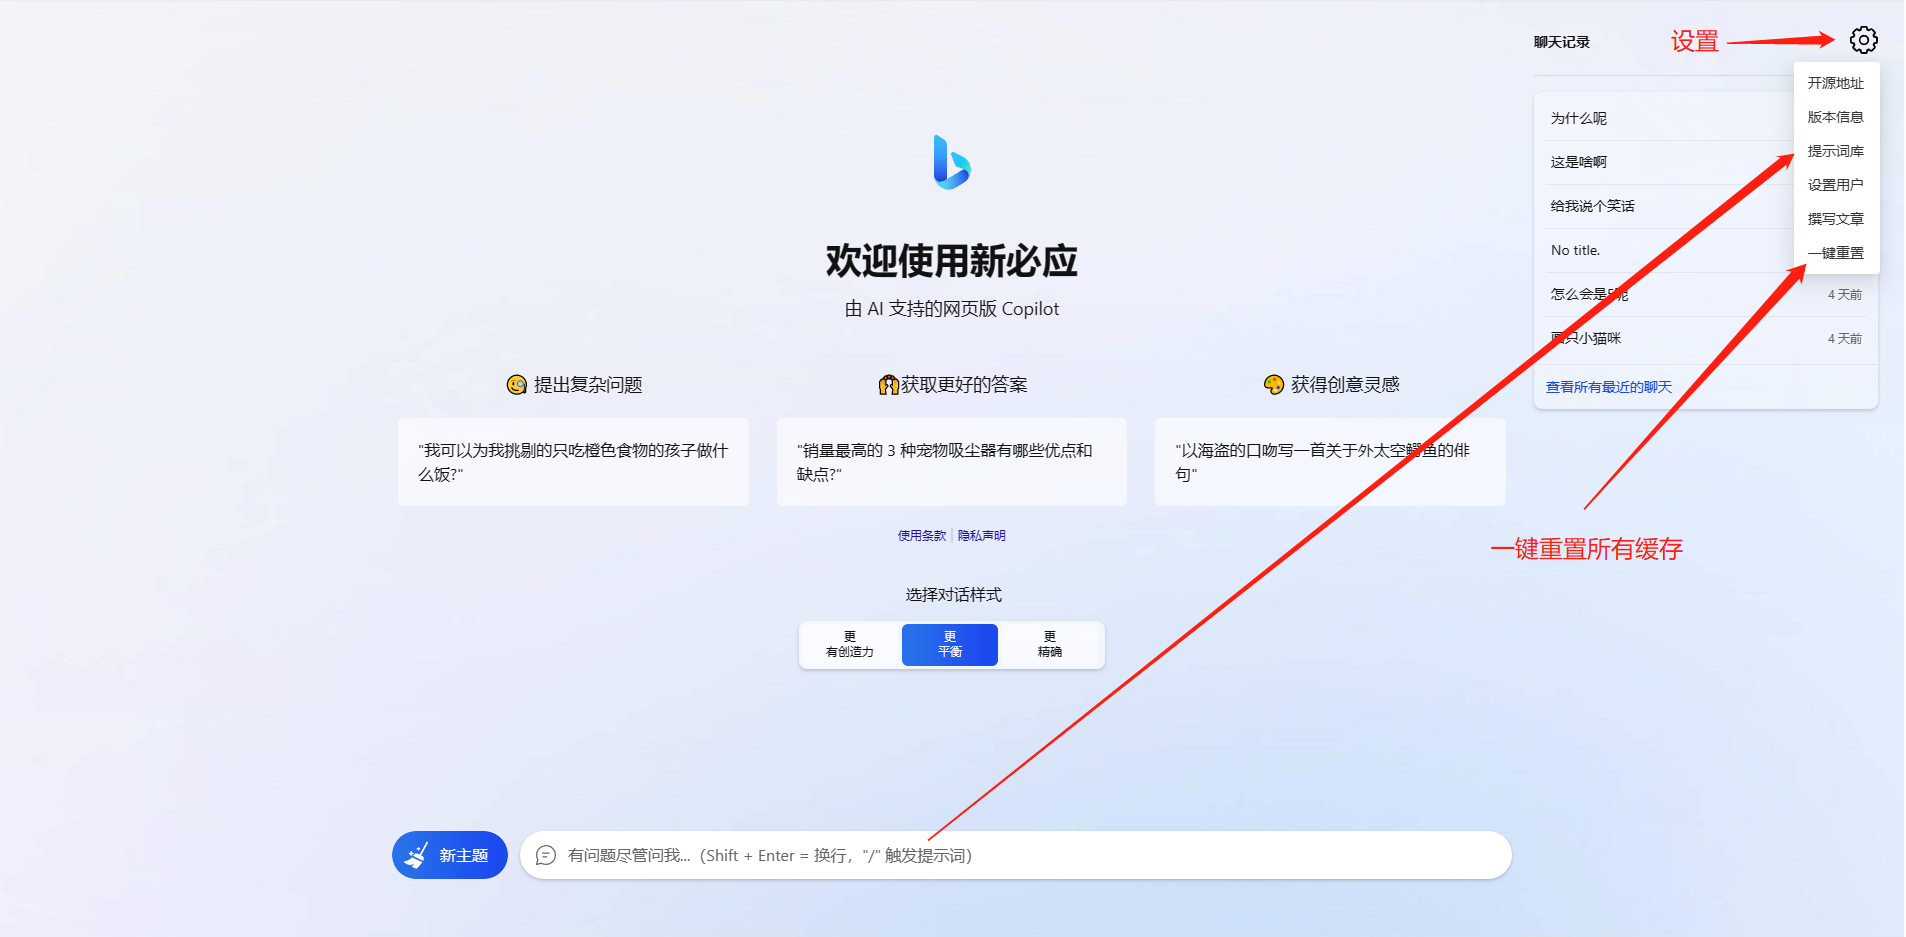 聊天记录
设置
开源地址
版本信息
提示词库
设置用户
撰写文章
一键重置
为什么呢
这是啥啊
给我说个笑话
No title.
4 天前
小猫咪
4 天前
查看所有最近的聊天
一键重置所有缓存
欢迎使用新必应
由 AI 支持的网页版 Copilot
提出复杂问题
"我可以为我挑剔的只吃橙色食物的孩子做什
么饭?"
获取更好的答案
"销量最高的 3 种宠物吸尘器有哪些优点和
缺点?"
获得创意灵感
"以海盗的口吻写一首关于外太空鳄鱼的俳
句"
使用条款
隐私声明
选择对话样式
更
有创造力
更
平衡
更
精确
新主题
有问题尽管问我...（Shift + Enter = 换行，"/" 触发提示词）